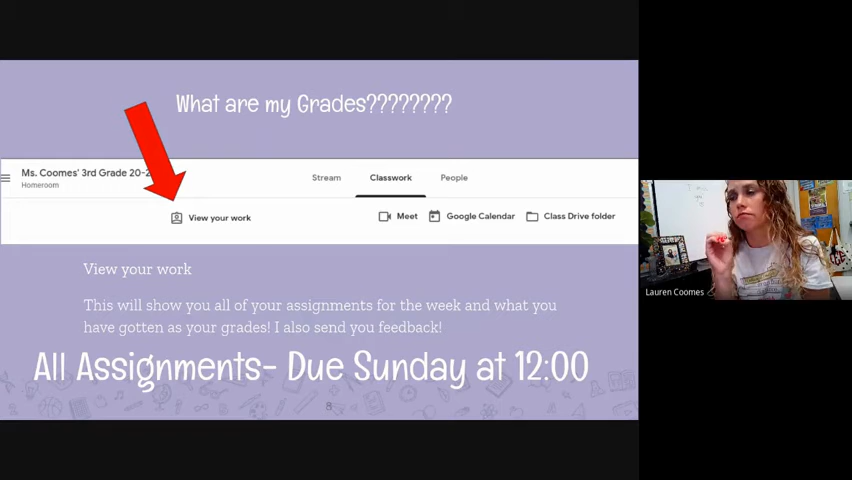 What are my Grades????????
Ms. Coomes' 3rd Grade 20-2
Homeroom
Stream
Classwork
People
View your work
Meet
Google Calendar
Class Drive folder
View your work
This will show you all of your assignments for the week and what you
have gotten as your grades! I also send you feedback!
All Assignments- Due Sunday at 12:00
8
Lauren Coomes